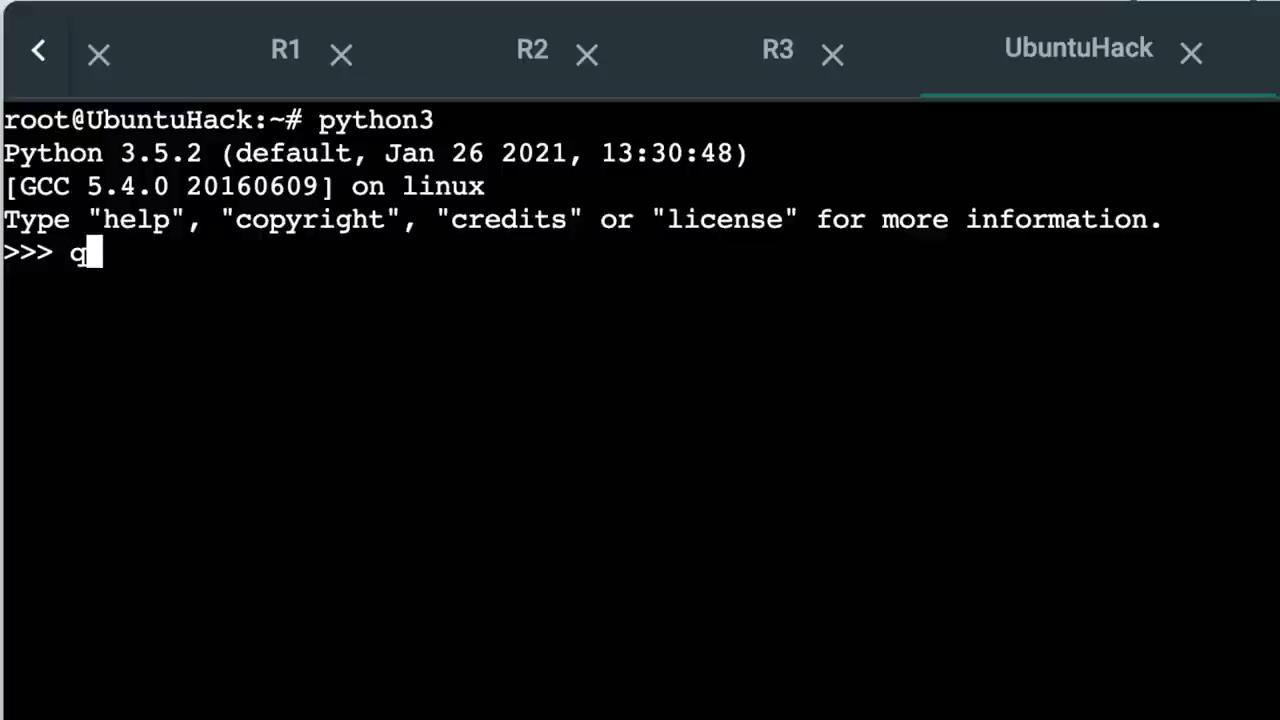 R1 R2 R3 UbuntuHack
root@UbuntuHack:~# python3
Python 3.5.2 (default, Jan 26 2021, 13:30:48)
[GCC 5.4.0 20160609] on linux
Type "help", "copyright", "credits" or "license" for more information.
>>> q